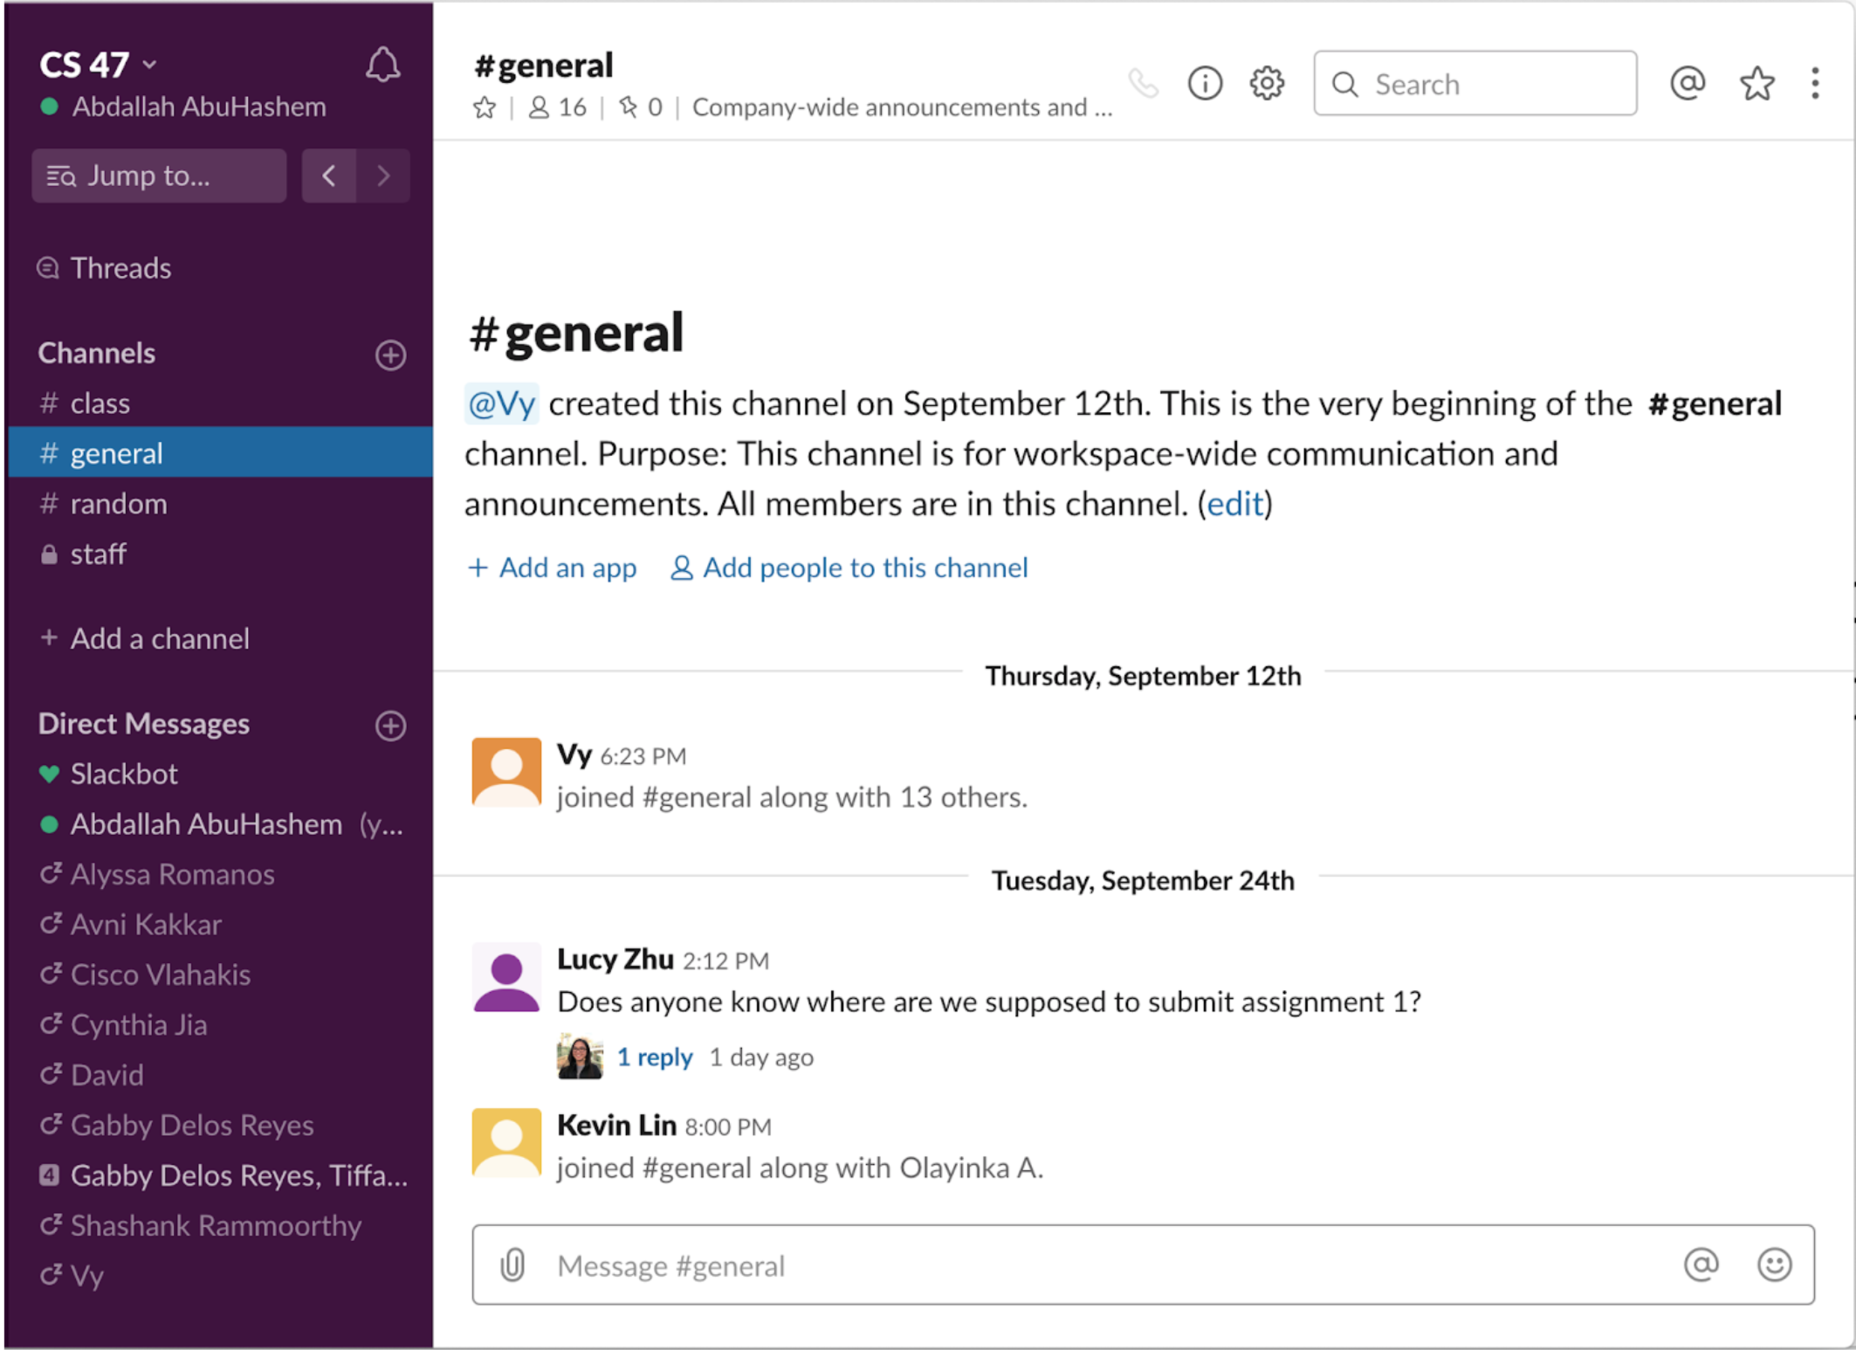 CS 47
Abdallah AbuHashem
Jump to...
Threads
Channels
# class
# general
# random
staff
+ Add a channel
Direct Messages
Slackbot
Abdallah AbuHashem (y...
Alyssa Romanos
Avni Kakkar
Cisco Vlahakis
Cynthia Jia
David
Gabby Delos Reyes
4 Gabby Delos Reyes, Tiffa...
Shashank Rammoorthy
Vy
#general
16 | 0 | Company-wide announcements and ...
Search
#general
@Vy created this channel on September 12th. This is the very beginning of the #general
channel. Purpose: This channel is for workspace-wide communication and
announcements. All members are in this channel. (edit)
+ Add an app Add people to this channel
Thursday, September 12th
Vy 6:23 PM
joined #general along with 13 others.
Tuesday, September 24th
Lucy Zhu 2:12 PM
Does anyone know where are we supposed to submit assignment 1?
1 reply 1 day ago
Kevin Lin 8:00 PM
joined #general along with Olayinka A.
Message #general